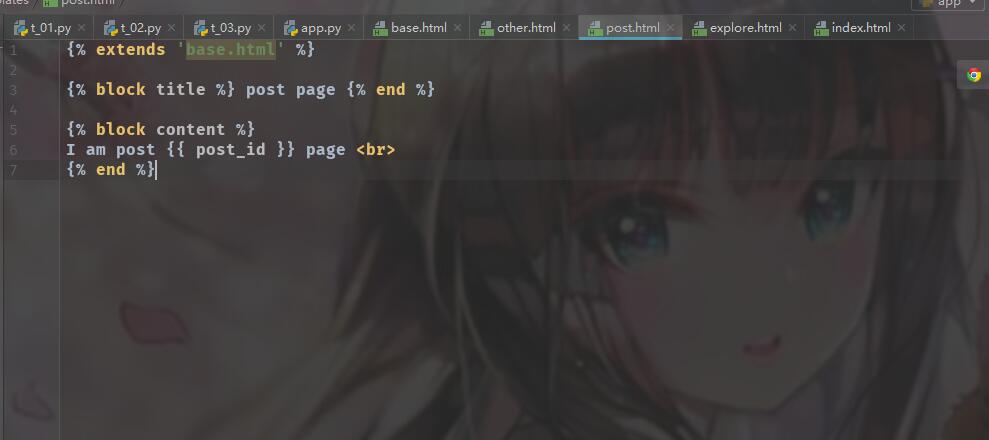 plates post.html app
t_01.py t_02.py t_03.py app.py base.html other.html post.html explore.html index.html
1 {% extends 'base.html' %}
2
3 {% block title %} post page {% end %}
4
5 {% block content %}
6 I am post {{ post_id }} page <br>
7 {% end %}